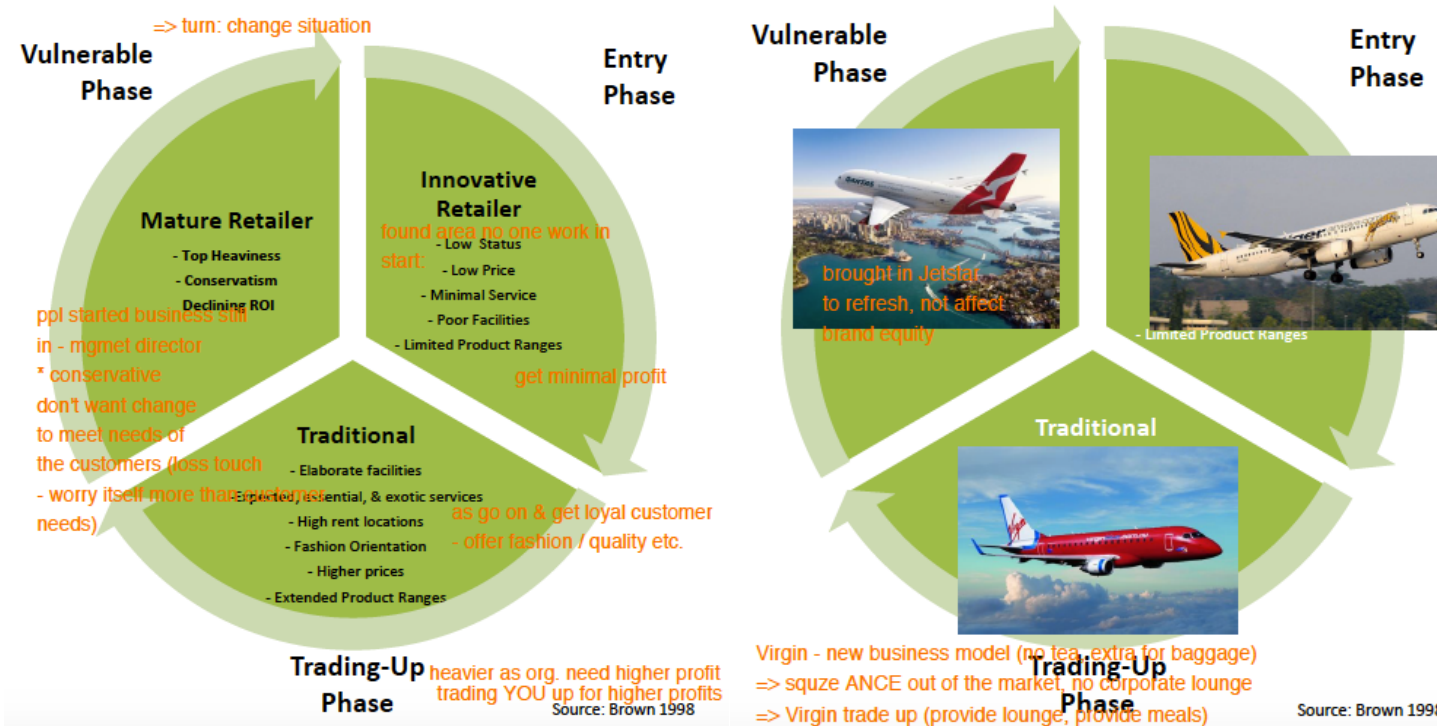 => turn: change situation
Vulnerable
Phase
Entry
Phase
Mature Retailer
- Top Heaviness
- Conservatism
Declining ROI
ppl started business still
in - mgmet director
* conservative
don't want change
to meet needs of
the customers (loss touch
- worry itself more than customer
needs)
Innovative
Retailer
found area no one work in
start:
- Low Status
- Low Price
- Minimal Service
- Poor Facilities
- Limited Product Ranges
get minimal profit
Traditional
- Elaborate facilities
-Expected, essential, & exotic services
- High rent locations
- Fashion Orientation
- Higher prices
- Extended Product Ranges
as go on & get loyal customer
- offer fashion / quality etc.
Trading-Up
Phase
heavier as org. need higher profit
trading YOU up for higher profits
Source: Brown 1998
Vulnerable
Phase
Entry
Phase
QANTAS
brought in Jetstar
to refresh, not affect
brand equity
- Limited Product Ranges
Traditional
Virgin
Virgin - new business model (no tea, extra for baggage)
=> squze ANCE out of the market, no corporate lounge
=> Virgin trade up (provide lounge, provide meals)
Trading-Up
Phase
Source: Brown 1998